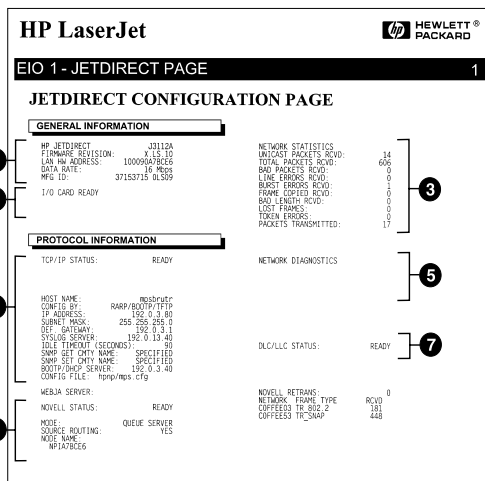 HP LaserJet
hp HEWLETT ®
PACKARD
EIO 1 - JETDIRECT PAGE 1
JETDIRECT CONFIGURATION PAGE
GENERAL INFORMATION
HP JETDIRECT J3112A
FIRMWARE REVISION: X.LS.10
LAN HW ADDRESS: 100090A7BCE6
DATA RATE: 16 Mbps
MFG ID: 37153715 0LS09
I/O CARD READY
NETWORK STATISTICS
UNICAST PACKETS RCVD: 14
TOTAL PACKETS RCVD: 606
BAD PACKETS RCVD: 0
LINE ERRORS RCVD: 0
BURST ERRORS RCVD: 1
FRAME COPIED RCVD: 0
BAD LENGTH RCVD: 0
LOST FRAMES: 0
TOKEN ERRORS: 0
PACKETS TRANSMITTED: 17
3
PROTOCOL INFORMATION
TCP/IP STATUS: READY
HOST NAME: mpsbrutr
CONFIG BY: RARP/BOOTP/TFTP
IP ADDRESS: 192.0.3.80
SUBNET MASK: 255.255.255.0
DEF. GATEWAY: 192.0.3.1
SYSLOG SERVER: 192.0.13.40
IDLE TIMEOUT (SECONDS): 90
SNMP GET CMTY NAME: SPECIFIED
SNMP SET CMTY NAME: SPECIFIED
BOOTP/DHCP SERVER: 192.0.3.40
CONFIG FILE: hpnp/mps.cfg
WEBJA SERVER:
NETWORK DIAGNOSTICS
5
DLC/LLC STATUS: READY
7
NOVELL STATUS: READY
MODE: QUEUE SERVER
SOURCE ROUTING: YES
NODE NAME:
NPIA7BCE6
NOVELL RETRANS: 0
NETWORK FRAME TYPE RCVD
COFFEE03 TR_802.2 181
COFFEE53 TR_SNAP 448